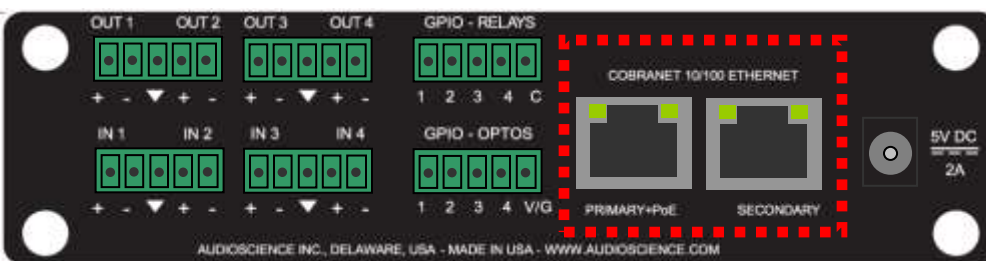 OUT 1 OUT 2 OUT 3 OUT 4 GPIO - RELAYS
+ - ▼ + - + - ▼ + - 1 2 3 4 C
COBRANET 10/100 ETHERNET
IN 1 IN 2 IN 3 IN 4 GPIO - OPTOS
+ - ▼ + - + - ▼ + - 1 2 3 4 V/G
PRIMARY+PoE SECONDARY
5V DC
2A
AUDIOSCIENCE INC., DELAWARE, USA - MADE IN USA - WWW.AUDIOSCIENCE.COM